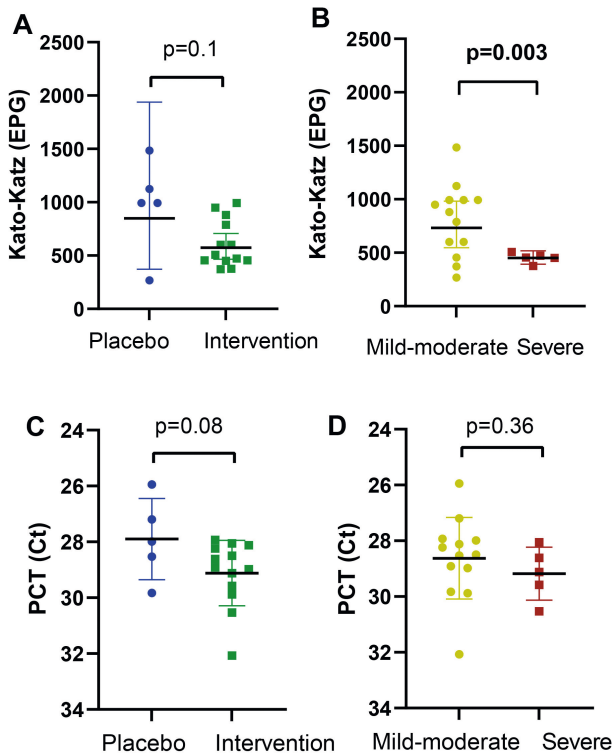 A
p=0.1
Kato-Katz (EPG)
2500
2000
1500
1000
500
0
Placebo Intervention
B
p=0.003
Kato-Katz (EPG)
2500
2000
1500
1000
500
0
Mild-moderate Severe
C
p=0.08
PCT (Ct)
24
26
28
30
32
34
Placebo Intervention
D
p=0.36
PCT (Ct)
24
26
28
30
32
34
Mild-moderate Severe